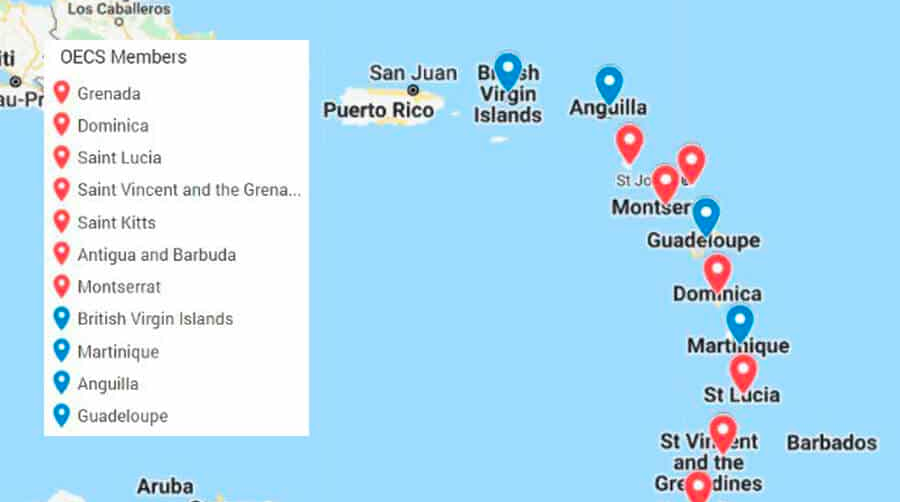 Los Caballeros
iti
au-Pr
OECS Members
Grenada
Dominica
Saint Lucia
Saint Vincent and the Grena...
Saint Kitts
Antigua and Barbuda
Montserrat
British Virgin Islands
Martinique
Anguilla
Guadeloupe
San Juan
Puerto Rico
British
Virgin
Islands
Anguilla
St Jo
Montser
Guadeloupe
Dominica
Martinique
St Lucia
St Vincent
and the
Grenadines
Barbados
Aruba